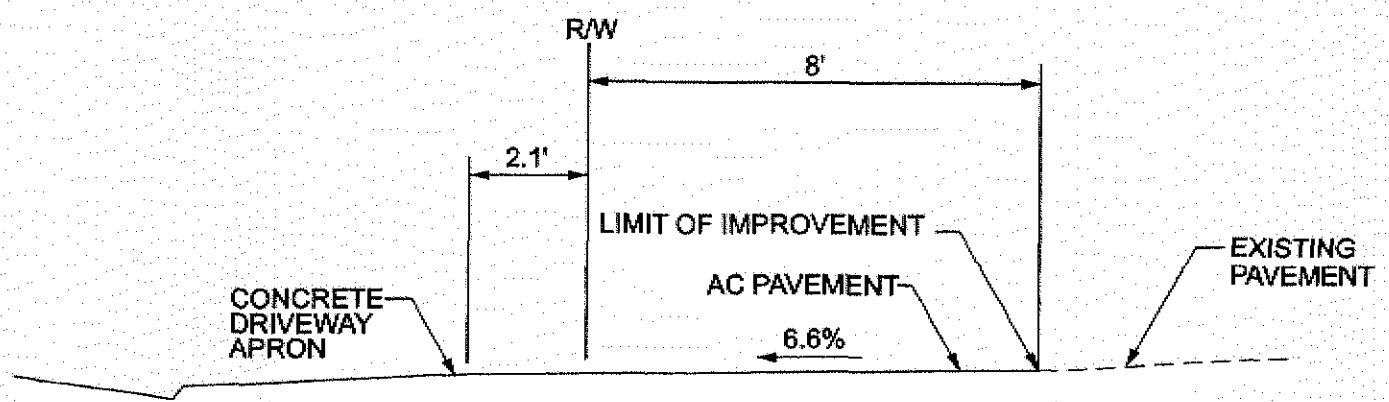 R/W
8'
2.1'
LIMIT OF IMPROVEMENT
EXISTING
PAVEMENT
AC PAVEMENT
CONCRETE
DRIVEWAY
APRON
6.6%